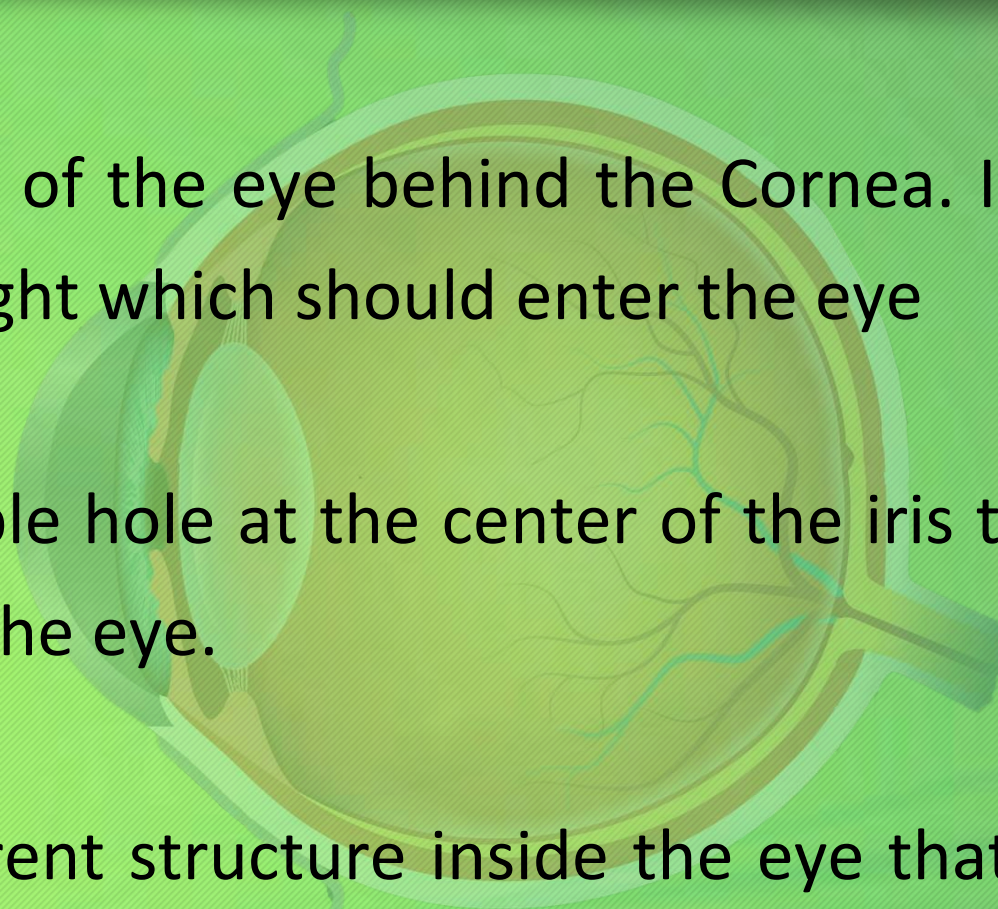 of the eye behind the Cornea. I
ght which should enter the eye
ole hole at the center of the iris t
he eye.
rent structure inside the eye that